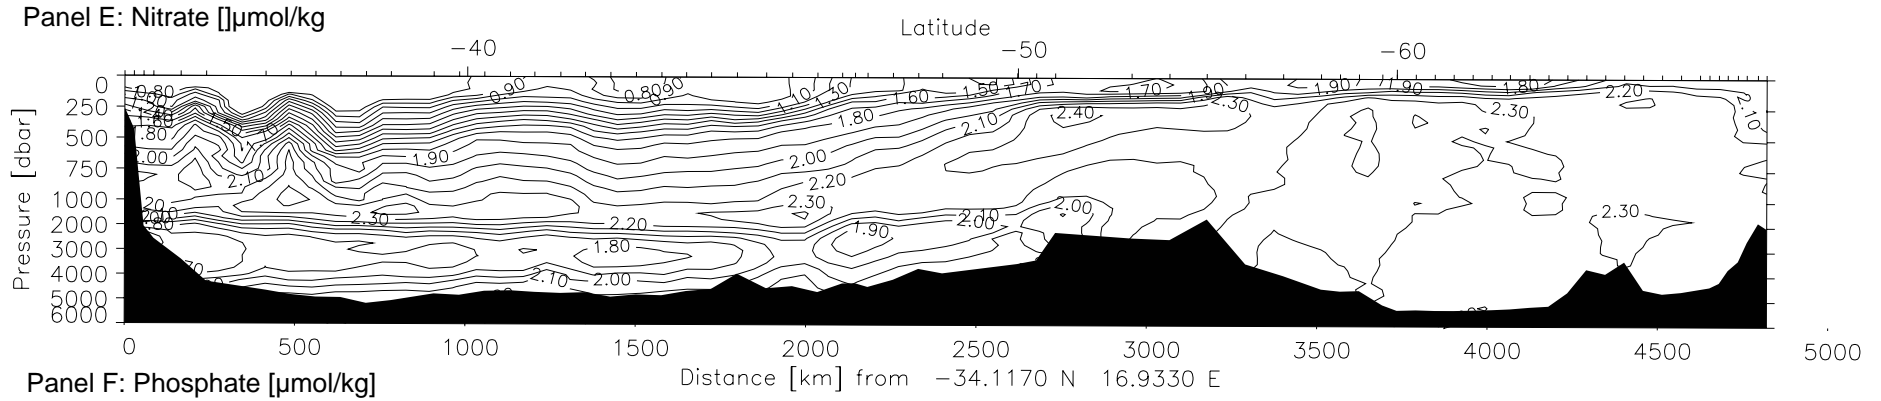 Panel E: Nitrate []µmol/kg
Latitude
−40 −50 −60
Pressure [dbar]
0
250
500
750
1000
2000
3000
4000
5000
6000
0.80 0.90 0.80 0.90 1.10 1.30 1.60 1.50 1.70 1.70 1.90 1.90 1.90 1.80 2.20
1.50 1.70 1.80 2.10 2.40 2.30 2.30 2.10
.80
2.00 1.90 2.00
2.10 2.20
2.30 2.20 2.30 2.10 2.00 2.00 2.30
1.80 1.90
2.10 2.00
0 500 1000 1500 2000 2500 3000 3500 4000 4500 5000
Distance [km] from −34.1170 N 16.9330 E
Panel F: Phosphate [µmol/kg]